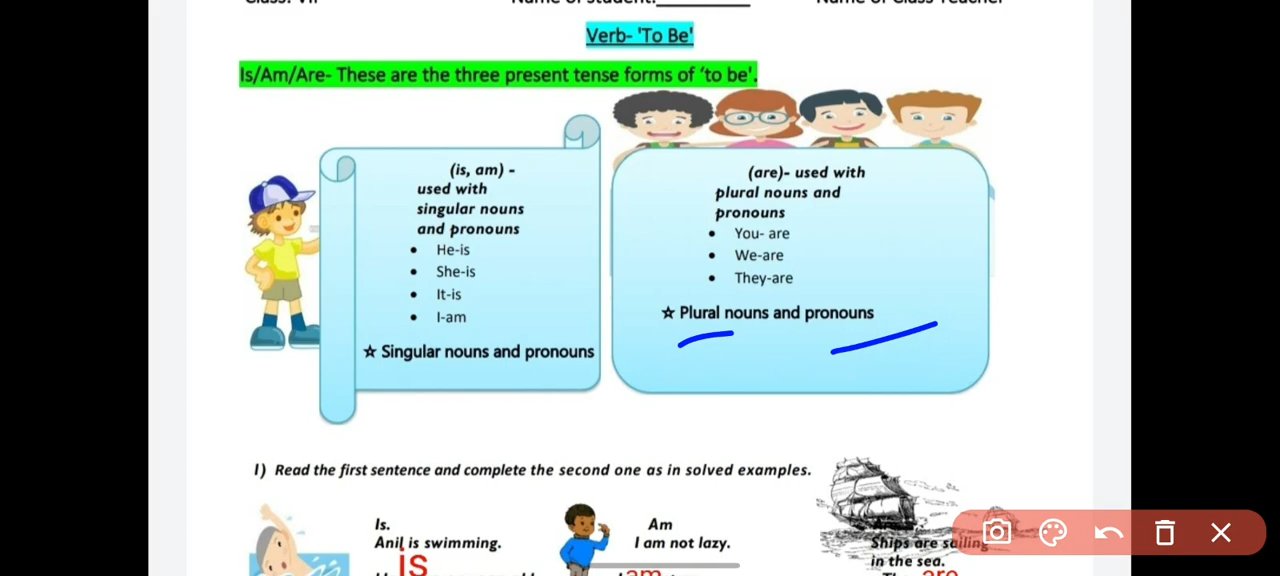 Verb- 'To Be'
Is/Am/Are- These are the three present tense forms of 'to be'.
(is, am) -
used with
singular nouns
and pronouns
• He-is
• She-is
• It-is
• I-am
☆ Singular nouns and pronouns
(are)- used with
plural nouns and
pronouns
• You- are
• We-are
• They-are
☆ Plural nouns and pronouns
I) Read the first sentence and complete the second one as in solved examples.
Is.
Anil is swimming.
is
Am
I am not lazy.
am
Ships are sailing
in the sea.
are